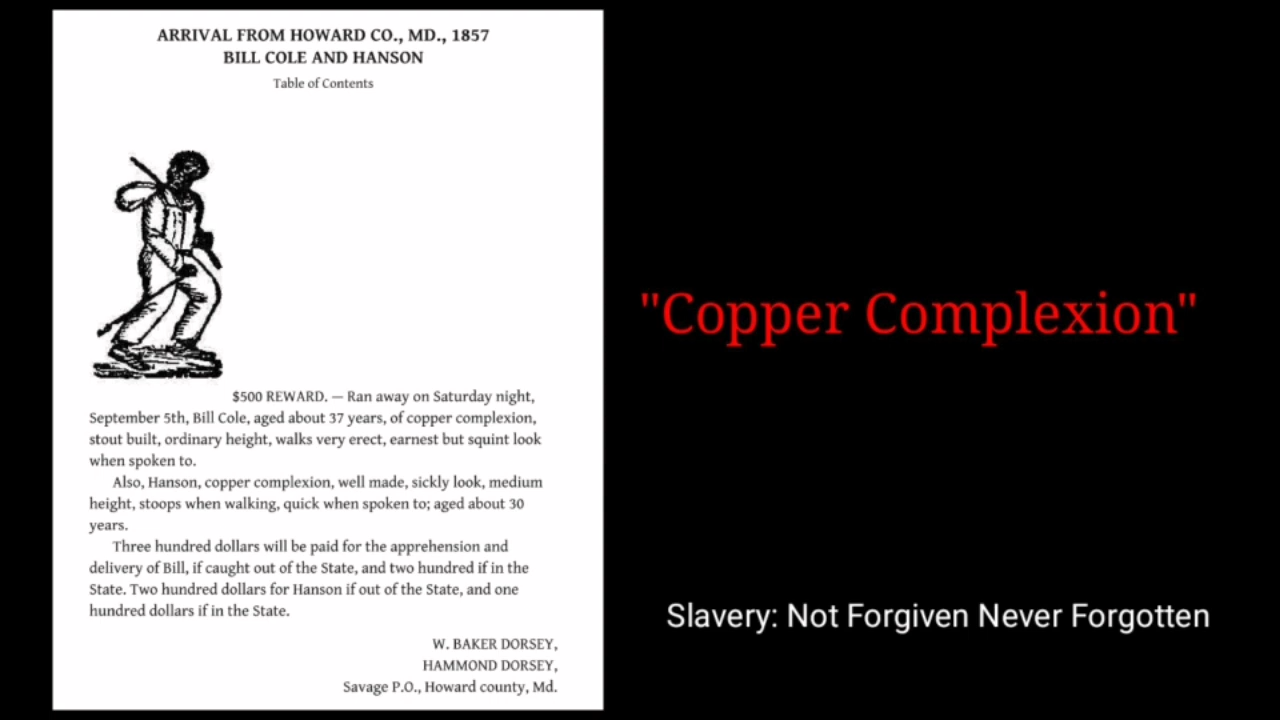 ARRIVAL FROM HOWARD CO., MD., 1857
BILL COLE AND HANSON
Table of Contents
$500 REWARD. — Ran away on Saturday night,
September 5th, Bill Cole, aged about 37 years, of copper complexion,
stout built, ordinary height, walks very erect, earnest but squint look
when spoken to.
Also, Hanson, copper complexion, well made, sickly look, medium
height, stoops when walking, quick when spoken to; aged about 30
years.
Three hundred dollars will be paid for the apprehension and
delivery of Bill, if caught out of the State, and two hundred if in the
State. Two hundred dollars for Hanson if out of the State, and one
hundred dollars if in the State.
W. BAKER DORSEY,
HAMMOND DORSEY,
Savage P.O., Howard county, Md.
"Copper Complexion"
Slavery: Not Forgiven Never Forgotten